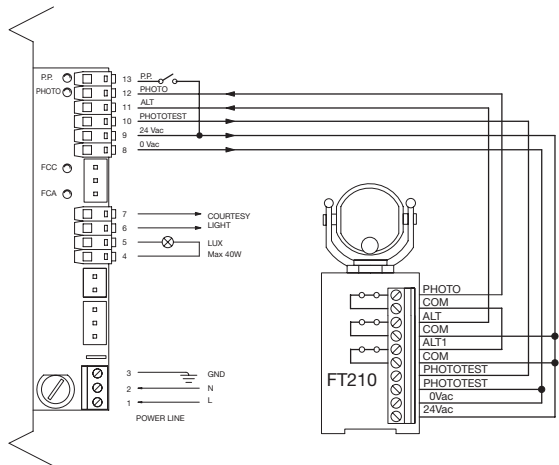 P.P. 13 P.P.
PHOTO 12 PHOTO
11 ALT
10 PHOTOTEST
9 24 Vac
8 0 Vac
FCC
FCA
7 COURTESY
6 LIGHT
5 LUX
4 Max 40W
3 GND
2 N
1 L
POWER LINE
FT210
PHOTO
COM
ALT
COM
ALT1
COM
PHOTOTEST
PHOTOTEST
0Vac
24Vac